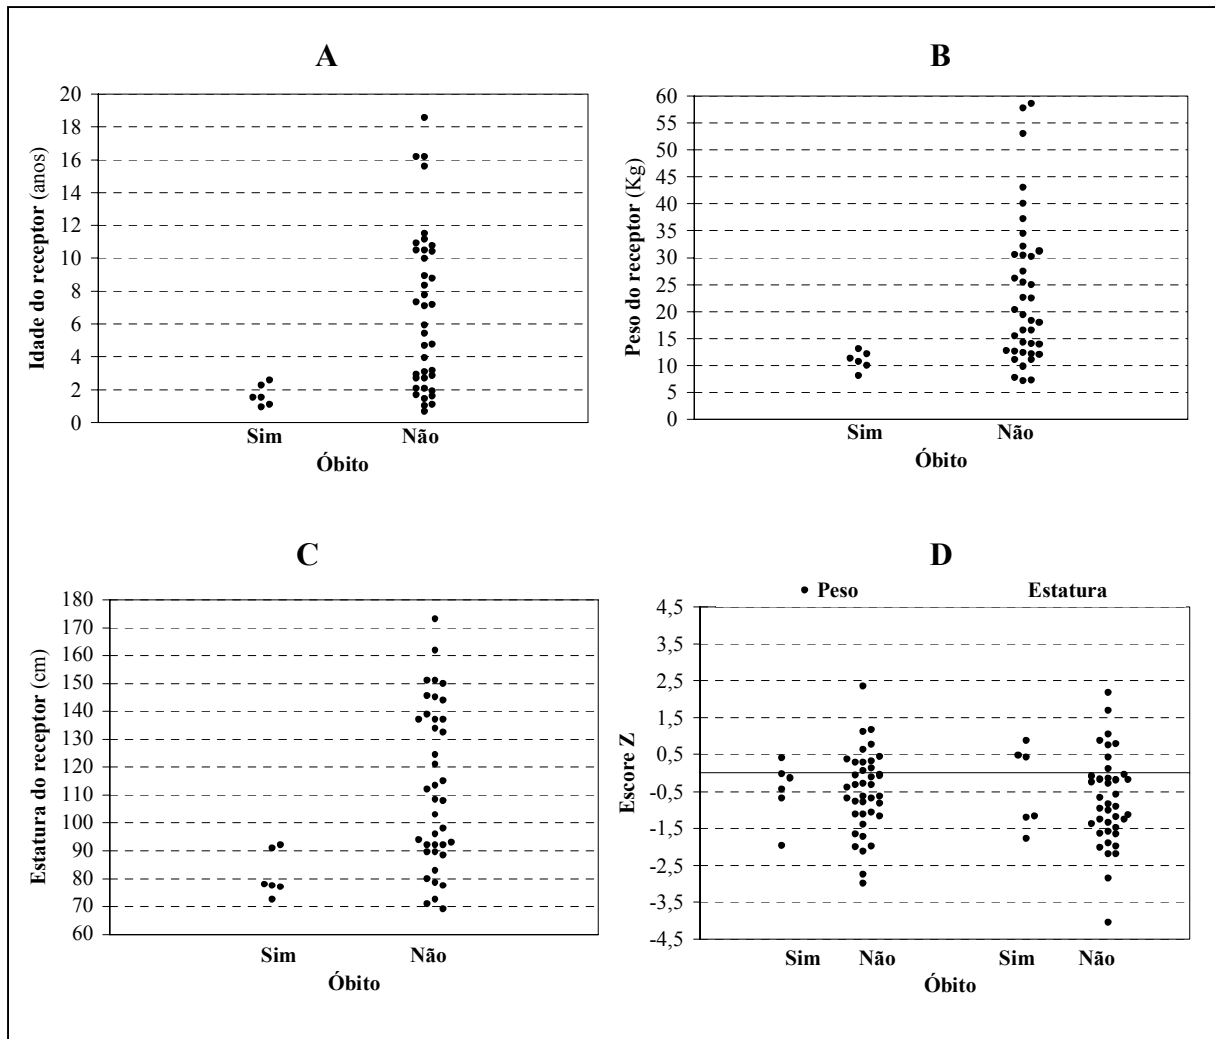 A
Idade do receptor (anos)
20
18
16
14
12
10
8
6
4
2
0
Sim Não
Óbito
B
Peso do receptor (Kg)
60
55
50
45
40
35
30
25
20
15
10
5
0
Sim Não
Óbito
C
Estatura do receptor (cm)
180
170
160
150
140
130
120
110
100
90
80
70
60
Sim Não
Óbito
D
Peso Estatura
Escore Z
4,5
3,5
2,5
1,5
0,5
-0,5
-1,5
-2,5
-3,5
-4,5
Sim Não Sim Não
Óbito